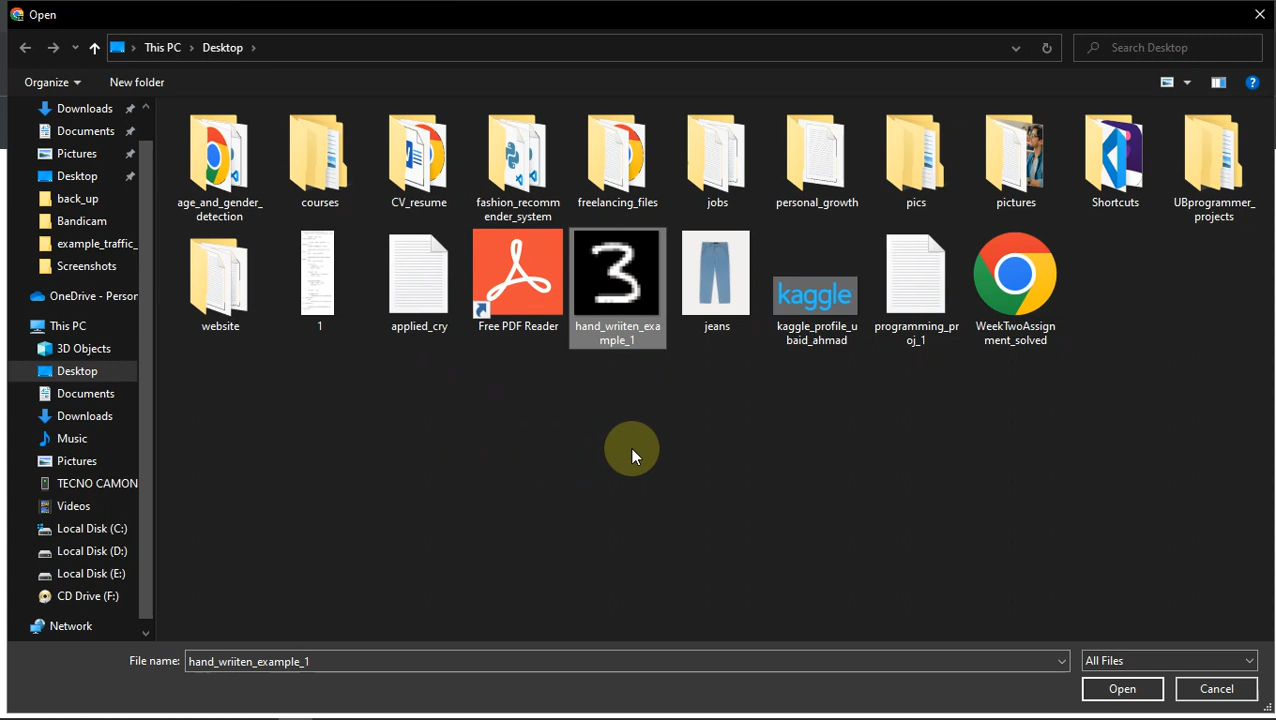 Open
This PC
Desktop
Search Desktop
Organize
New folder
Downloads
Documents
Pictures
Desktop
back_up
Bandicam
example_traffic_
Screenshots
OneDrive - Person
This PC
3D Objects
Desktop
Documents
Downloads
Music
Pictures
TECNO CAMON
Videos
Local Disk (C:)
Local Disk (D:)
Local Disk (E:)
CD Drive (F:)
Network
age_and_gender_
detection
courses
CV_resume
fashion_recomm
ender_system
freelancing_files
jobs
personal_growth
pics
pictures
Shortcuts
UBprogrammer_
projects
website
1
applied_cry
Free PDF Reader
3
hand_wriiten_exa
mple_1
jeans
kaggle
kaggle_profile_u
baid_ahmad
programming_pr
oj_1
WeekTwoAssign
ment_solved
File name:
hand_wriiten_example_1
All Files
Open
Cancel